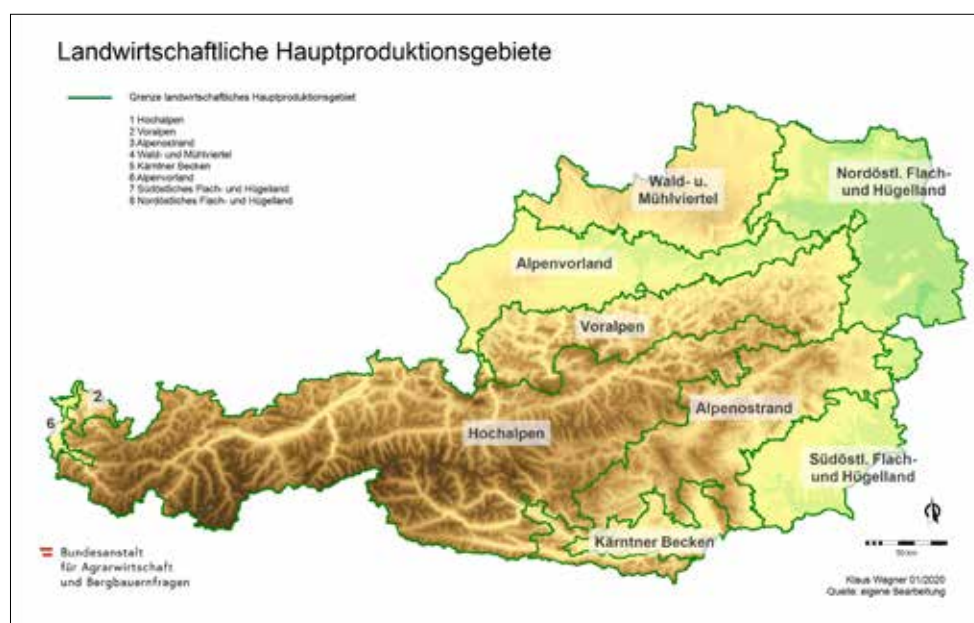 Landwirtschaftliche Hauptproduktionsgebiete
Grenze landwirtschaftliches Hauptproduktionsgebiet
1 Hochalpen
2 Voralpen
3 Alpenostrand
4 Wald- und Mühlviertel
5 Kärntner Becken
6 Alpenvorland
7 Südöstliches Flach- und Hügelland
8 Nordöstliches Flach- und Hügelland
Wald- u.
Mühlviertel
Nordöstl. Flach-
und Hügelland
Alpenvorland
Voralpen
2
6
Hochalpen
Alpenostrand
Südöstl. Flach-
und Hügelland
Kärntner Becken
50 km
Bundesanstalt
für Agrarwirtschaft
und Bergbauernfragen
Klaus Wagner 01/2020
Quelle: eigene Bearbeitung